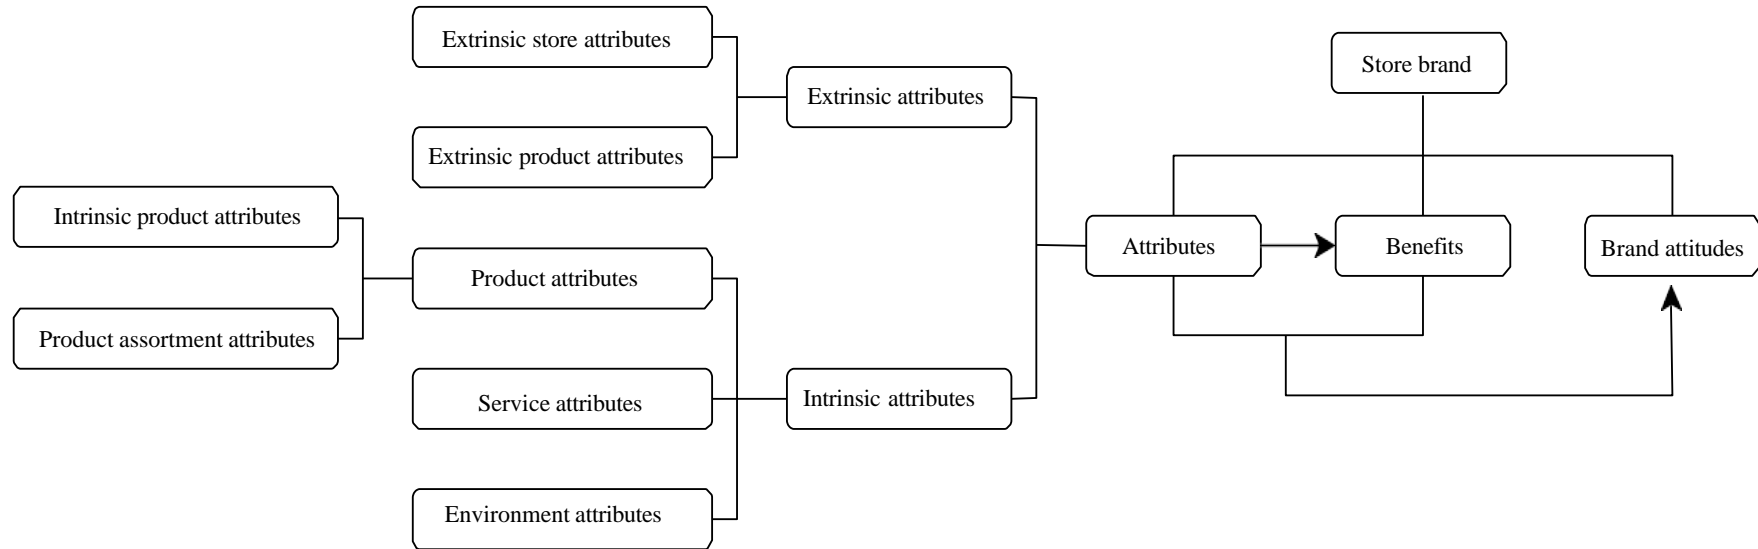 Extrinsic store attributes
Store brand
Extrinsic attributes
Extrinsic product attributes
Intrinsic product attributes
Attributes
Benefits
Brand attitudes
Product attributes
Product assortment attributes
Service attributes
Intrinsic attributes
Environment attributes